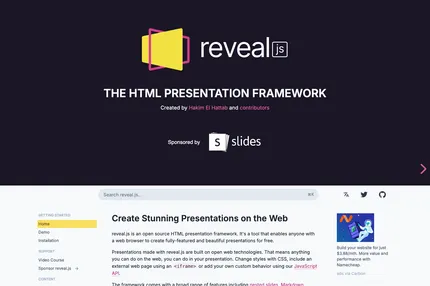 reveal js
THE HTML PRESENTATION FRAMEWORK
Created by Hakim El Hattab and contributors
Sponsored by S slides
Search reveal.js...
⌘K
GETTING STARTED
Home
Demo
Installation
SUPPORT
Video Course
Sponsor reveal.js
CONTENT
Create Stunning Presentations on the Web
reveal.js is an open source HTML presentation framework. It's a tool that enables anyone
with a web browser to create fully-featured and beautiful presentations for free.
Presentations made with reveal.js are built on open web technologies. That means anything
you can do on the web, you can do in your presentation. Change styles with CSS, include an
external web page using an <iframe> or add your own custom behavior using our JavaScript
API.
The framework comes with a broad range of features including nested slides, Markdown
Build your website for just
$3.88/mth. More value and
performance with
Namecheap.
ads via Carbon